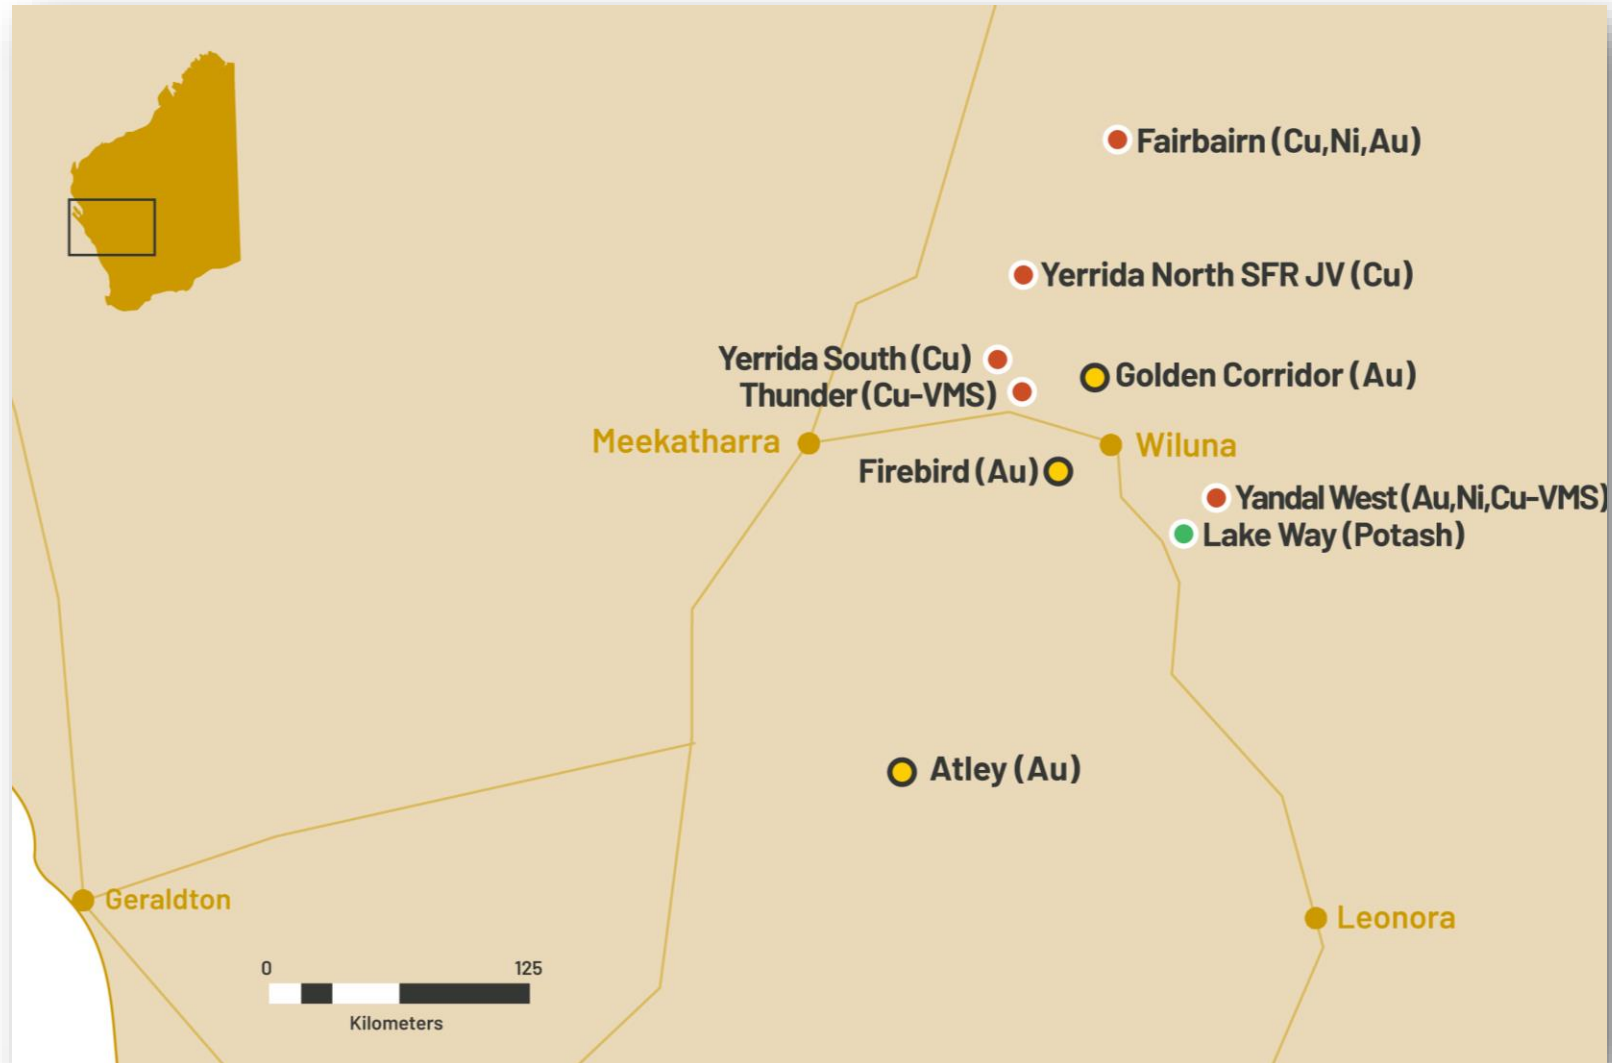 Fairbairn (Cu,Ni,Au)
Yerrida North SFR JV (Cu)
Yerrida South (Cu)
Golden Corridor (Au)
Thunder (Cu-VMS)
Meekatharra
Wiluna
Firebird (Au)
Yandal West (Au,Ni,Cu-VMS)
Lake Way (Potash)
Atley (Au)
Geraldton
Leonora
0 125
Kilometers